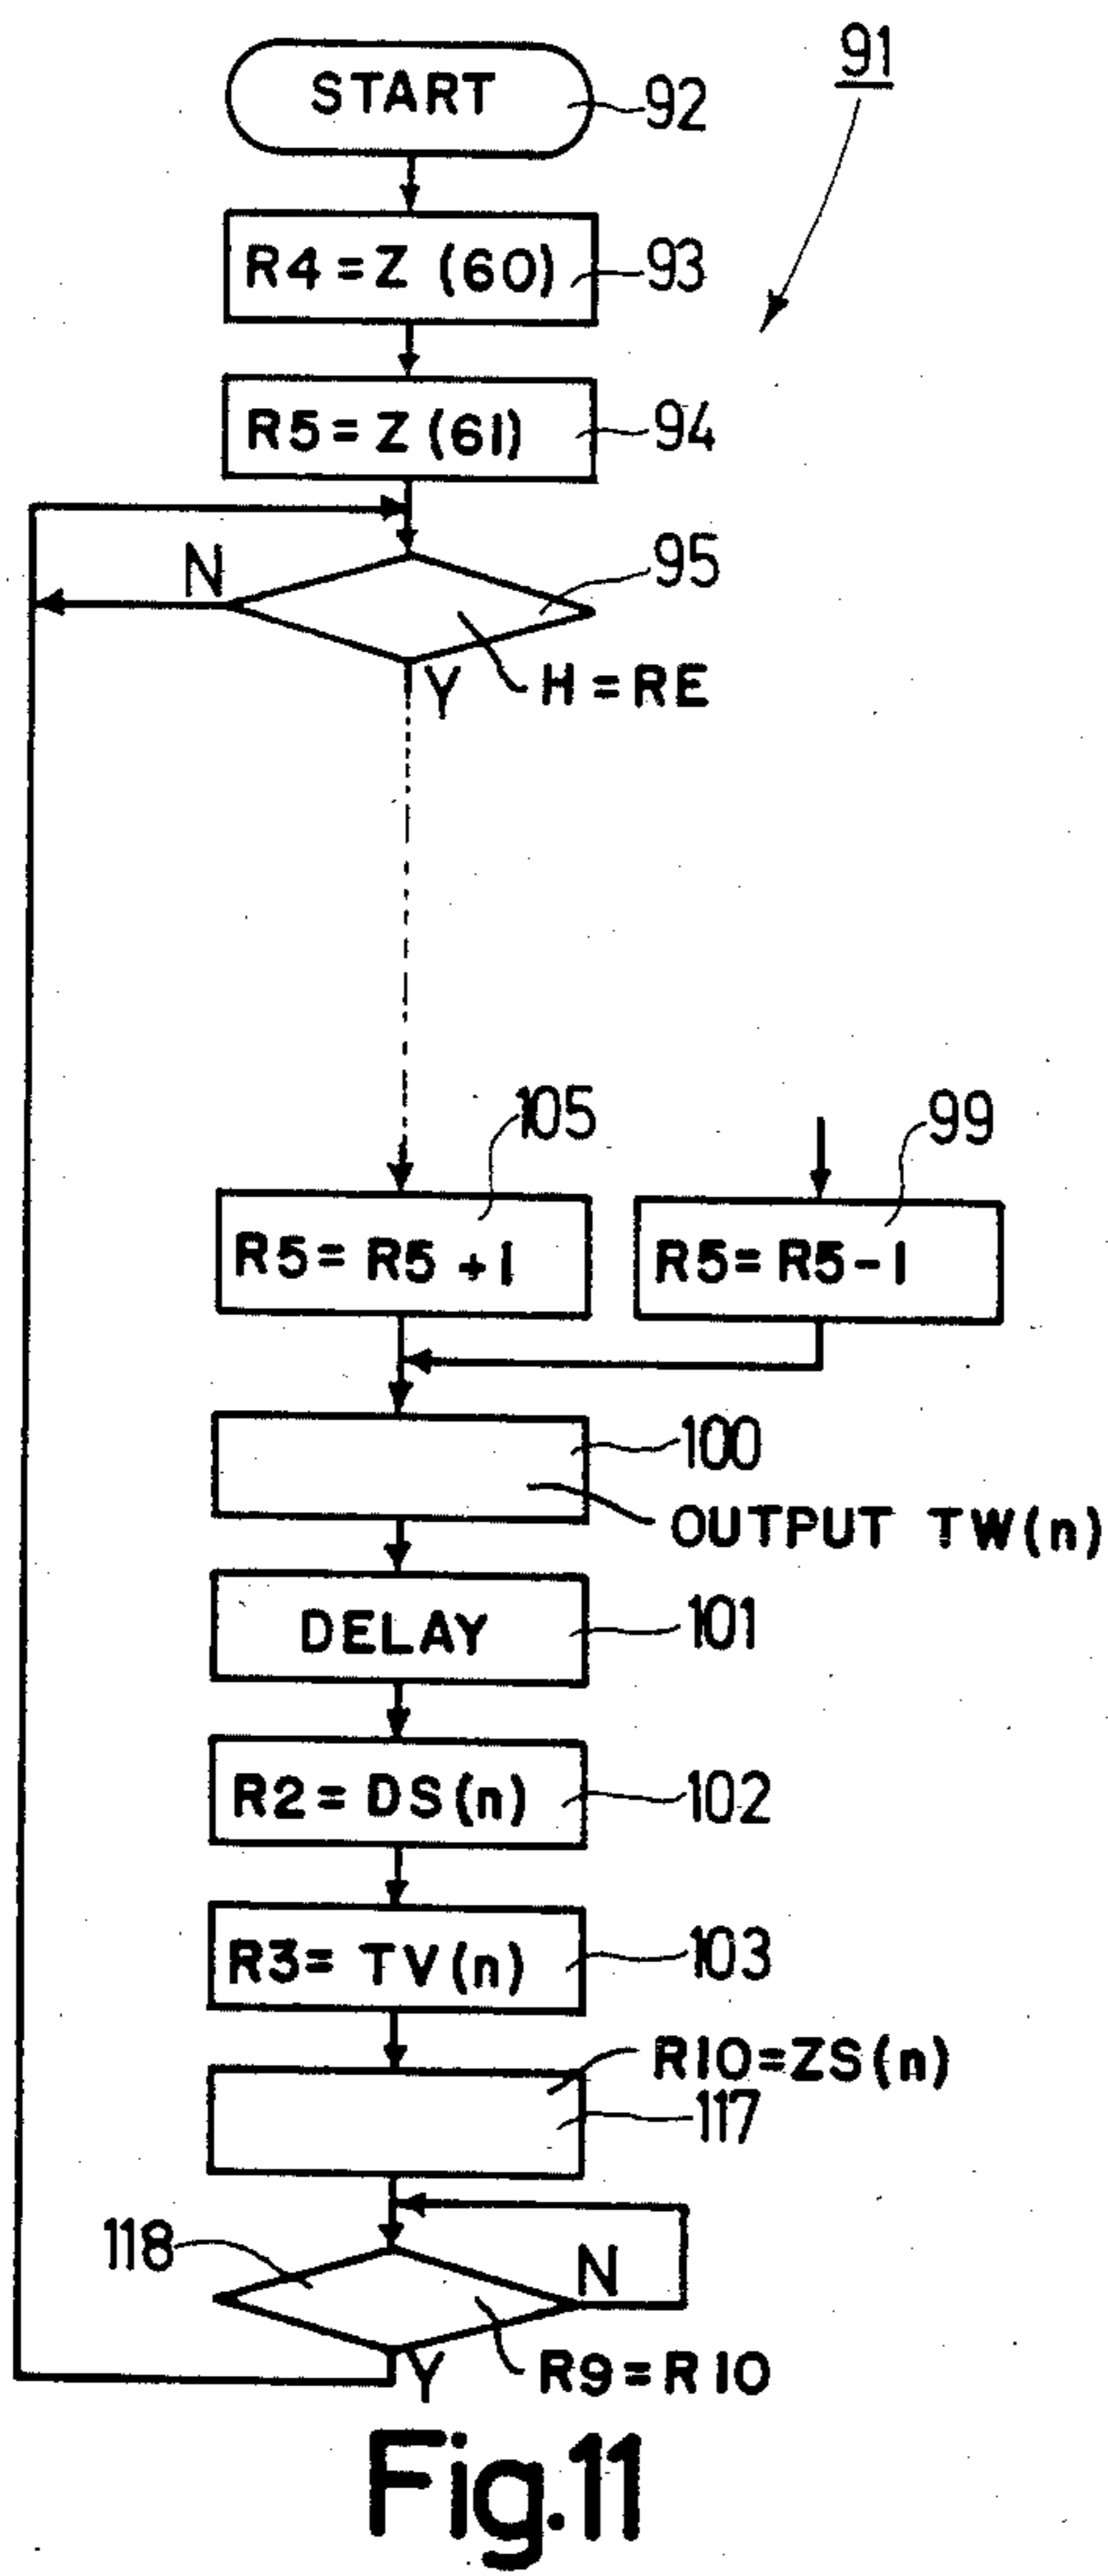 91
START
92
R4 = Z (60)
93
R5 = Z (61)
94
N
95
Y
H = RE
105
99
R5 = R5 + 1
R5 = R5 - 1
100
OUTPUT TW(n)
DELAY
101
R2 = DS(n)
102
R3 = TV(n)
103
R10=ZS(n)
117
118
N
Y
R9 = R10
Fig.11